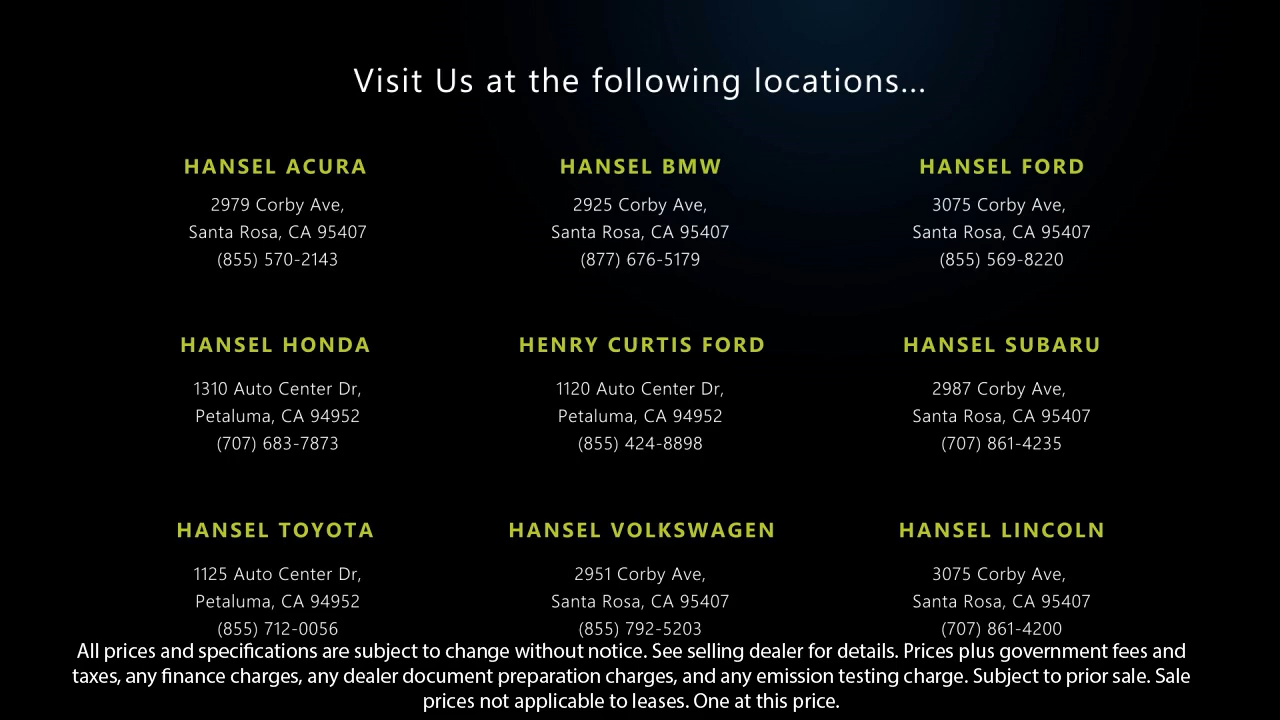 Visit Us at the following locations...
HANSEL ACURA
2979 Corby Ave,
Santa Rosa, CA 95407
(855) 570-2143
HANSEL BMW
2925 Corby Ave,
Santa Rosa, CA 95407
(877) 676-5179
HANSEL FORD
3075 Corby Ave,
Santa Rosa, CA 95407
(855) 569-8220
HANSEL HONDA
1310 Auto Center Dr,
Petaluma, CA 94952
(707) 683-7873
HENRY CURTIS FORD
1120 Auto Center Dr,
Petaluma, CA 94952
(855) 424-8898
HANSEL SUBARU
2987 Corby Ave,
Santa Rosa, CA 95407
(707) 861-4235
HANSEL TOYOTA
1125 Auto Center Dr,
Petaluma, CA 94952
(855) 712-0056
HANSEL VOLKSWAGEN
2951 Corby Ave,
Santa Rosa, CA 95407
(855) 792-5203
HANSEL LINCOLN
3075 Corby Ave,
Santa Rosa, CA 95407
(707) 861-4200
All prices and specifications are subject to change without notice. See selling dealer for details. Prices plus government fees and
taxes, any finance charges, any dealer document preparation charges, and any emission testing charge. Subject to prior sale. Sale
prices not applicable to leases. One at this price.